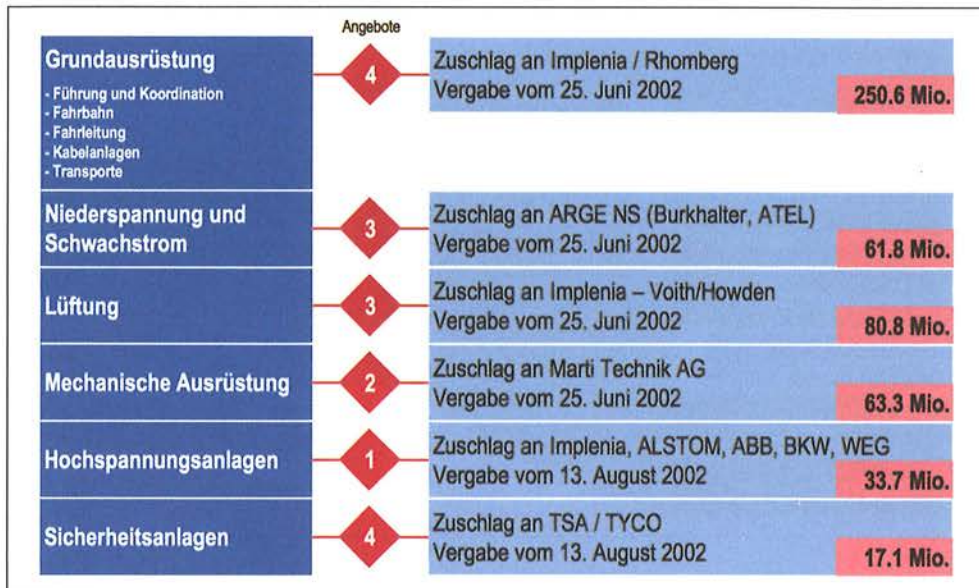 Angebote
Grundausrüstung
- Führung und Koordination
- Fahrbahn
- Fahrleitung
- Kabelanlagen
- Transporte
4
Zuschlag an Implenia / Rhomberg
Vergabe vom 25. Juni 2002
250.6 Mio.
Niederspannung und
Schwachstrom
3
Zuschlag an ARGE NS (Burkhalter, ATEL)
Vergabe vom 25. Juni 2002
61.8 Mio.
Lüftung
3
Zuschlag an Implenia – Voith/Howden
Vergabe vom 25. Juni 2002
80.8 Mio.
Mechanische Ausrüstung
2
Zuschlag an Marti Technik AG
Vergabe vom 25. Juni 2002
63.3 Mio.
Hochspannungsanlagen
1
Zuschlag an Implenia, ALSTOM, ABB, BKW, WEG
Vergabe vom 13. August 2002
33.7 Mio.
Sicherheitsanlagen
4
Zuschlag an TSA / TYCO
Vergabe vom 13. August 2002
17.1 Mio.